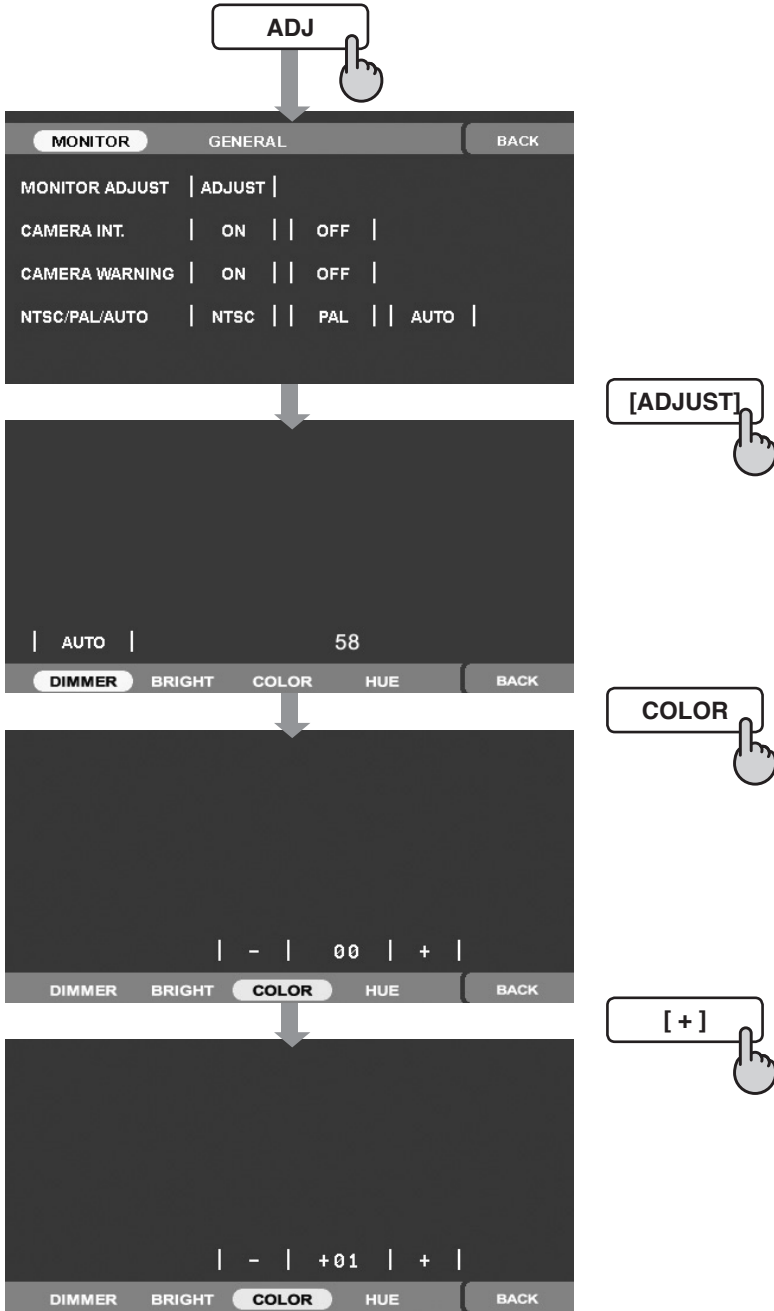 ADJ
MONITOR GENERAL BACK
MONITOR ADJUST | ADJUST |
CAMERA INT. | ON | | OFF |
CAMERA WARNING | ON | | OFF |
NTSC/PAL/AUTO | NTSC | | PAL | | AUTO |
[ADJUST]
| AUTO | 58
DIMMER BRIGHT COLOR HUE BACK
COLOR
| - | 00 | + |
DIMMER BRIGHT COLOR HUE BACK
[ + ]
| - | +01 | + |
DIMMER BRIGHT COLOR HUE BACK